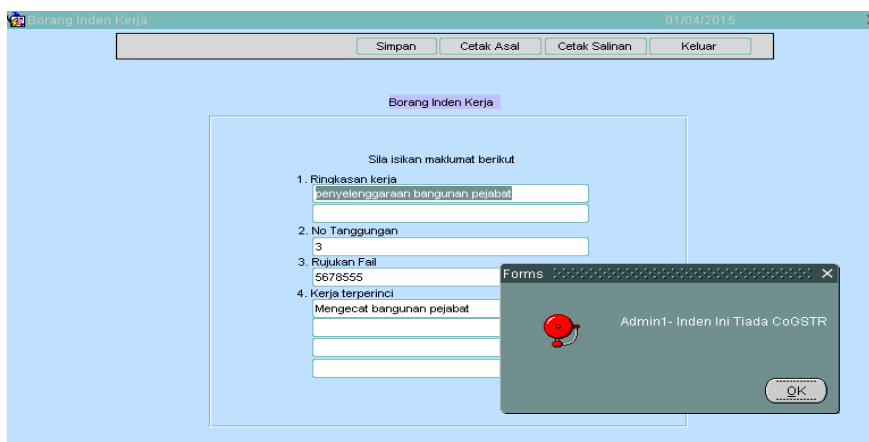 Borang Inden Kerja 01/04/2015
Simpan Cetak Asal Cetak Salinan Keluar
Borang Inden Kerja
Sila isikan maklumat berikut
1. Ringkasan kerja
penyelenggaraan bangunan pejabat
2. No Tanggungan
3
3. Rujukan Fail
5678555
4. Kerja terperinci
Mengecat bangunan pejabat
Forms
Admin1- Inden Ini Tiada CoGSTR
OK